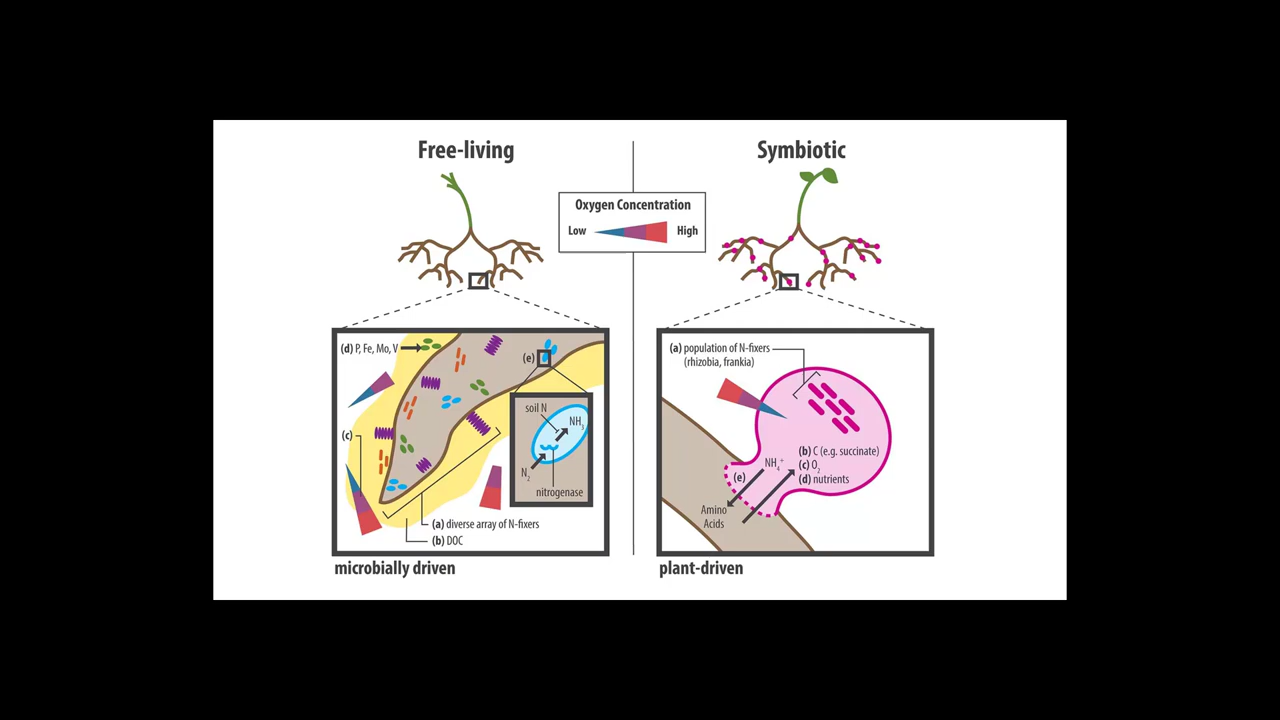 Free-living
Symbiotic
Oxygen Concentration
Low
High
(d) P, Fe, Mo, V
(e)
soil N
NH3
N2
nitrogenase
(c)
(a) diverse array of N-fixers
(b) DOC
microbially driven
(a) population of N-fixers
(rhizobia, frankia)
(b) C (e.g. succinate)
(c) O2
(d) nutrients
NH4+
(e)
Amino
Acids
plant-driven